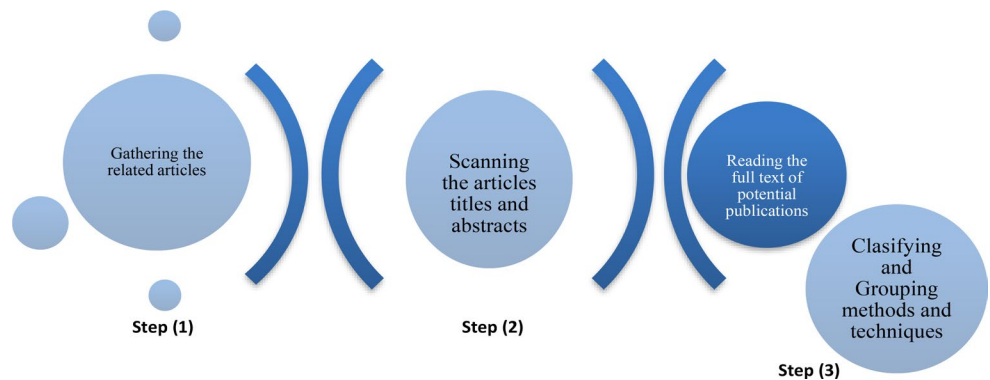 Gathering the
related articles
Step (1)
Scanning
the articles
titles and
abstracts
Step (2)
Reading the
full text of
potential
publications
Clasifying
and
Grouping
methods and
techniques
Step (3)